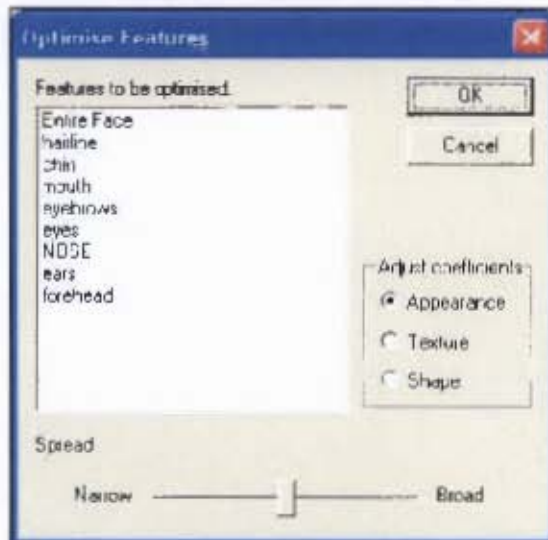 Optimise Features
Features to be optimised.
OK
Entire Face
hairline
chin
mouth
eyebrows
eyes
NOSE
ears
forehead
Cancel
Adjust coefficients
Appearance
Texture
Shape
Spread
Narrow
Broad